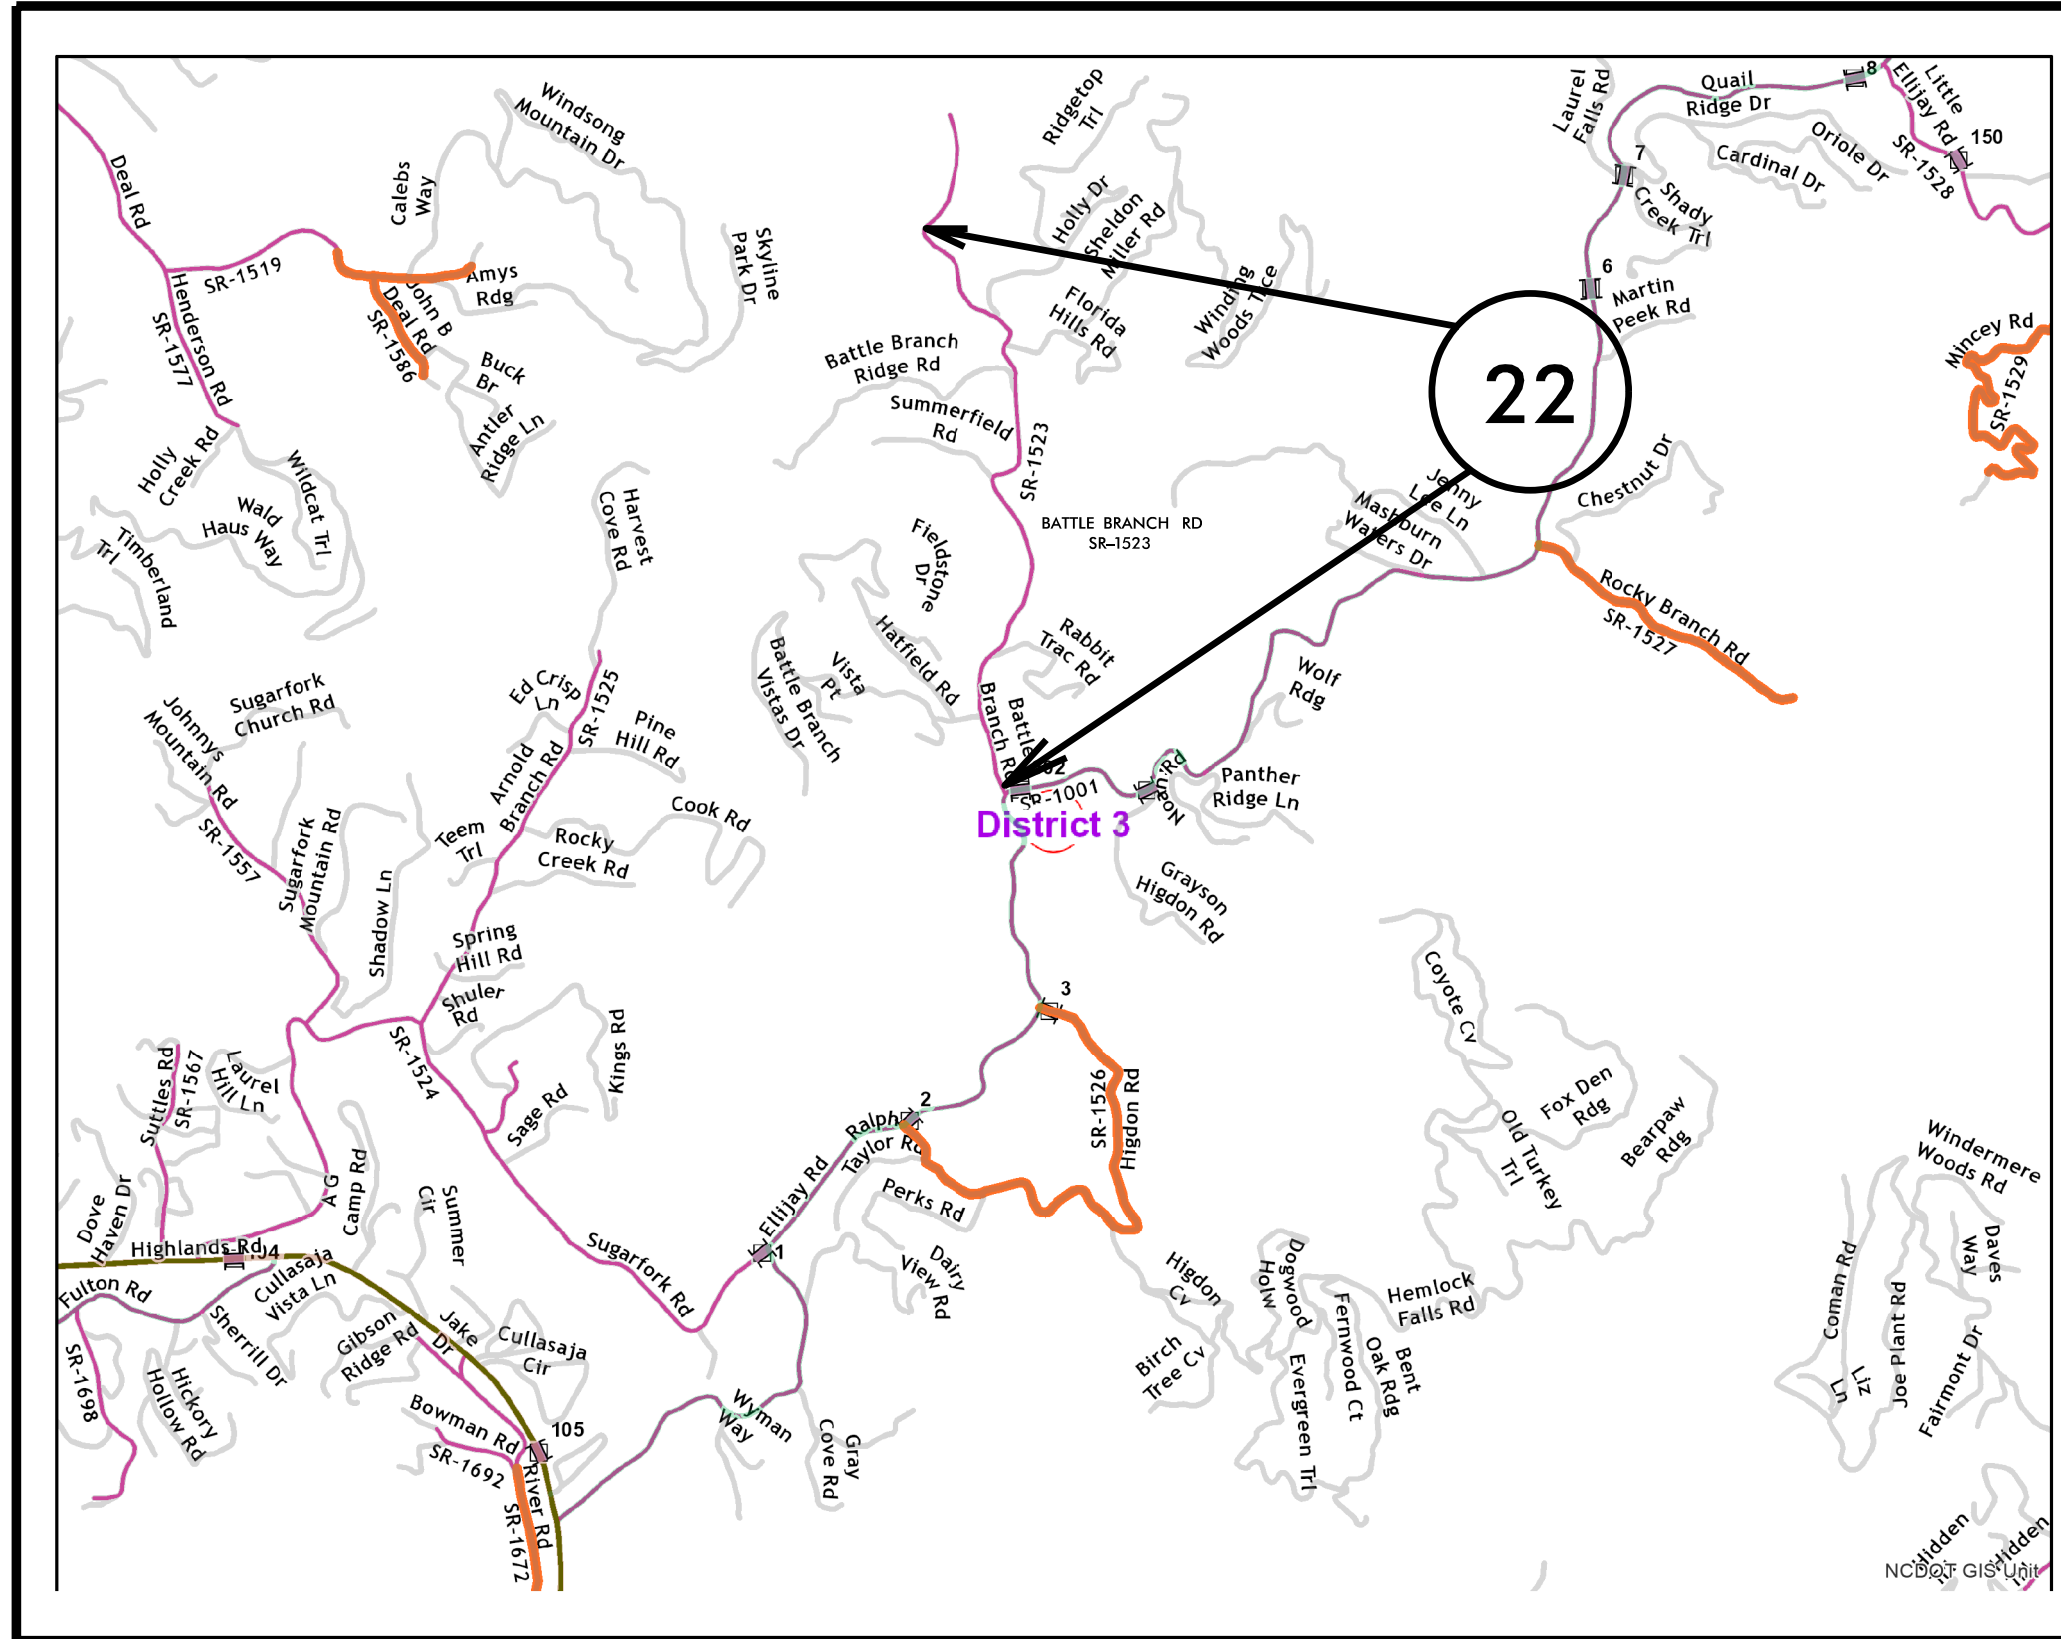 Windsong
Mountain Dr
Ridgetop
Trl
Laurel
Falls Rd
Quail
Ridge Dr
8
Little
Ellijay Rd
SR-1528
150
Oriole Dr
Cardinal Dr
7
Shady
Creek Trl
Deal Rd
Calebs
Way
Skyline
Park Dr
Holly Dr
Sheldon
Miller Rd
Winding
Woods Trce
6
Martin
Peek Rd
SR-1519
Amys
Rdg
John B
Deal Rd
SR-1586
Henderson Rd
SR-1577
Florida
Hills Rd
Mincey Rd
SR-1529
Battle Branch
Ridge Rd
Buck
Br
22
Summerfield
Rd
SR-1523
Antler
Ridge Ln
Holly
Creek Rd
Wildcat Trl
Chestnut Dr
Jenny
Lee Ln
Mashburn
Waters Dr
Harvest
Cove Rd
Wald
Haus Way
BATTLE BRANCH RD
SR-1523
Fieldstone
Dr
Timberland
Trl
Rocky Branch Rd
SR-1527
Hatfield Rd
Rabbit
Trac Rd
Battle Branch
Vistas Dr
Vista
Pt
Wolf
Rdg
Battle
Branch Rd
Sugarfork
Church Rd
Johnnys
Mountain Rd
Ed Crisp
Ln
SR-1525
Pine
Hill Rd
Arnold
Branch Rd
SR-1001
Rd
Panther
Ridge Ln
District 3
SR-1557
Sugarfork
Mountain Rd
Teem
Trl
Rocky
Creek Rd
Cook Rd
Grayson
Higdon Rd
Shadow Ln
Spring
Hill Rd
Coyote Cv
3
Shuler
Rd
Kings Rd
SR-1524
Suttles Rd
SR-1567
Laurel
Hill Ln
Sage Rd
2
SR-1526
Higdon Rd
Fox Den
Rdg
Old Turkey
Trl
Bearpaw
Rdg
Ralph
Taylor Rd
Windermere
Woods Rd
A G
Camp Rd
Ellijay Rd
Perks Rd
Dove
Haven Dr
Summer
Cir
Highlands Rd
1
Sugarfork Rd
Dairy
View Rd
Higdon
Cv
Dogwood
Holw
Hemlock
Falls Rd
Daves
Way
Coman Rd
Joe Plant Rd
Fairmont Dr
Fulton Rd
Cullasaja
Vista Ln
Sherrill Dr
Gibson
Ridge Rd
Jake
Dr
Cullasaja
Cir
Birch
Tree Cv
Fernwood Ct
Bent
Oak Rdg
Evergreen Trl
Liz
Ln
SR-1698
Hickory
Hollow Rd
Bowman Rd
SR-1692
105
Wyman
Way
Gray
Cove Rd
River Rd
SR-1672
Hidden
Hidden
NCDOT GIS Unit